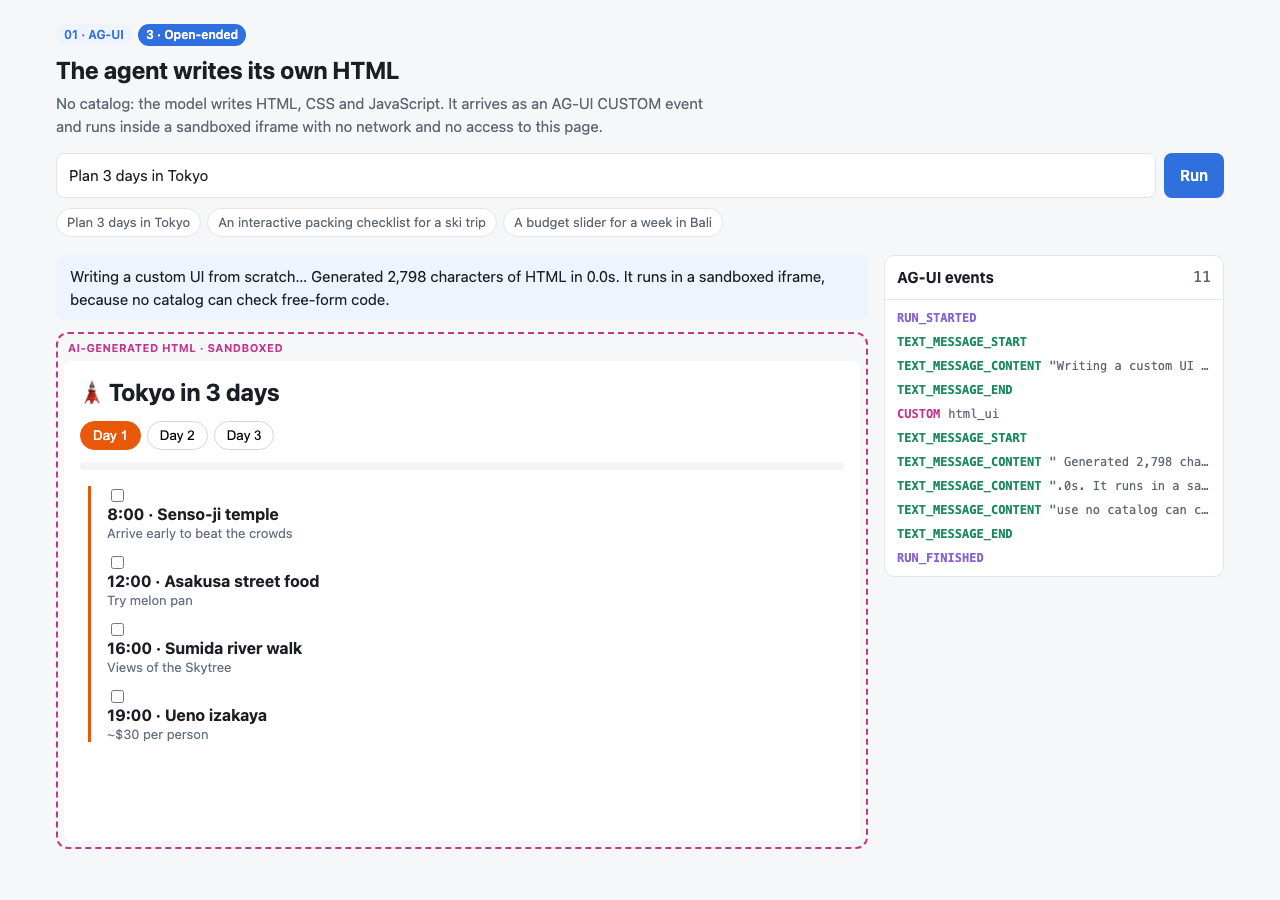 01 · AG-UI
3 · Open-ended
The agent writes its own HTML
No catalog: the model writes HTML, CSS and JavaScript. It arrives as an AG-UI CUSTOM event
and runs inside a sandboxed iframe with no network and no access to this page.
Plan 3 days in Tokyo
Run
Plan 3 days in Tokyo
An interactive packing checklist for a ski trip
A budget slider for a week in Bali
Writing a custom UI from scratch... Generated 2,798 characters of HTML in 0.0s. It runs in a sandboxed iframe,
because no catalog can check free-form code.
AI-GENERATED HTML · SANDBOXED
🗼 Tokyo in 3 days
Day 1
Day 2
Day 3
8:00 · Senso-ji temple
Arrive early to beat the crowds
12:00 · Asakusa street food
Try melon pan
16:00 · Sumida river walk
Views of the Skytree
19:00 · Ueno izakaya
~$30 per person
AG-UI events
11
RUN_STARTED
TEXT_MESSAGE_START
TEXT_MESSAGE_CONTENT "Writing a custom UI …
TEXT_MESSAGE_END
CUSTOM html_ui
TEXT_MESSAGE_START
TEXT_MESSAGE_CONTENT " Generated 2,798 cha…
TEXT_MESSAGE_CONTENT ".0s. It runs in a sa…
TEXT_MESSAGE_CONTENT "use no catalog can c…
TEXT_MESSAGE_END
RUN_FINISHED